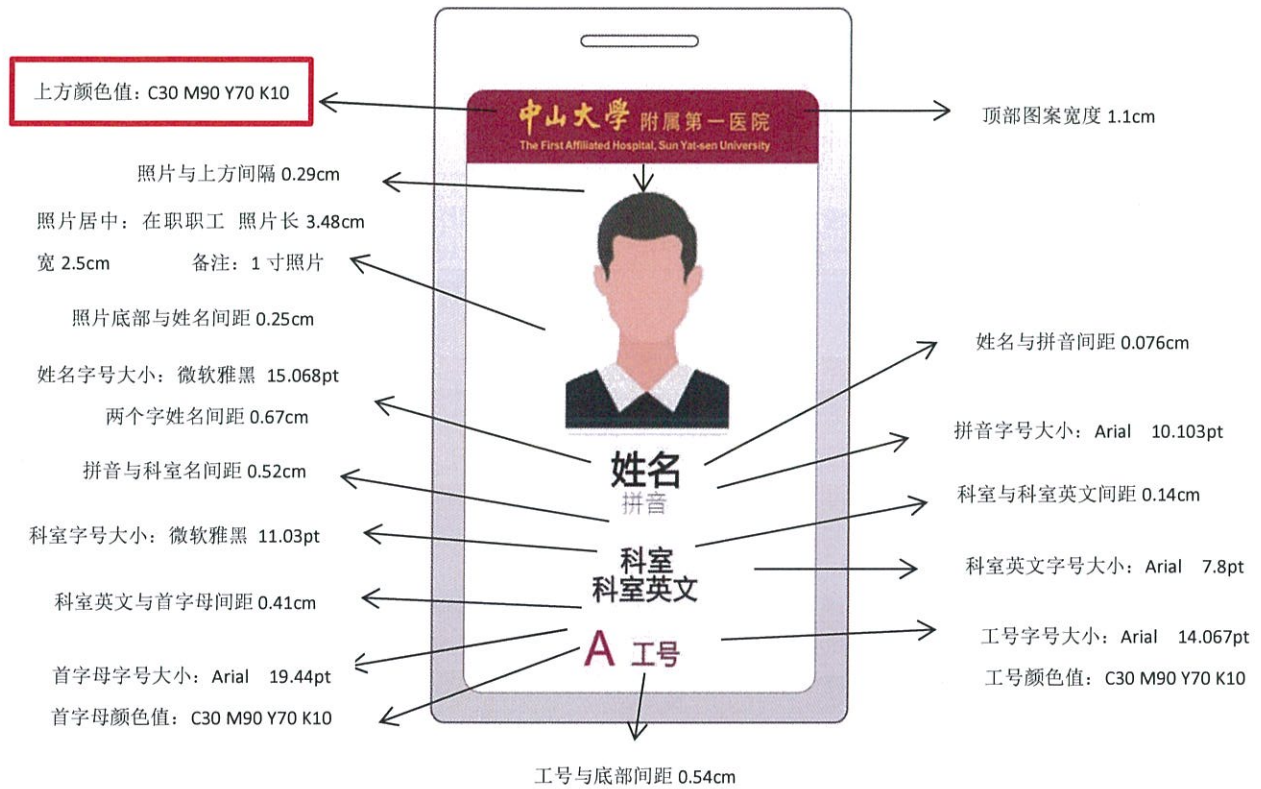 上方颜色值：C30 M90 Y70 K10
中山大學 附属第一医院
The First Affiliated Hospital, Sun Yat-sen University
顶部图案宽度 1.1cm
照片与上方间隔 0.29cm
照片居中：在职职工 照片长 3.48cm
宽 2.5cm 备注：1 寸照片
照片底部与姓名间距 0.25cm
姓名与拼音间距 0.076cm
姓名字号大小：微软雅黑 15.068pt
两个字姓名间距 0.67cm
拼音字号大小：Arial 10.103pt
姓名
拼音
拼音与科室名间距 0.52cm
科室与科室英文间距 0.14cm
科室字号大小：微软雅黑 11.03pt
科室
科室英文
科室英文字号大小：Arial 7.8pt
科室英文与首字母间距 0.41cm
A 工号
工号字号大小：Arial 14.067pt
工号颜色值：C30 M90 Y70 K10
首字母字号大小：Arial 19.44pt
首字母颜色值：C30 M90 Y70 K10
工号与底部间距 0.54cm